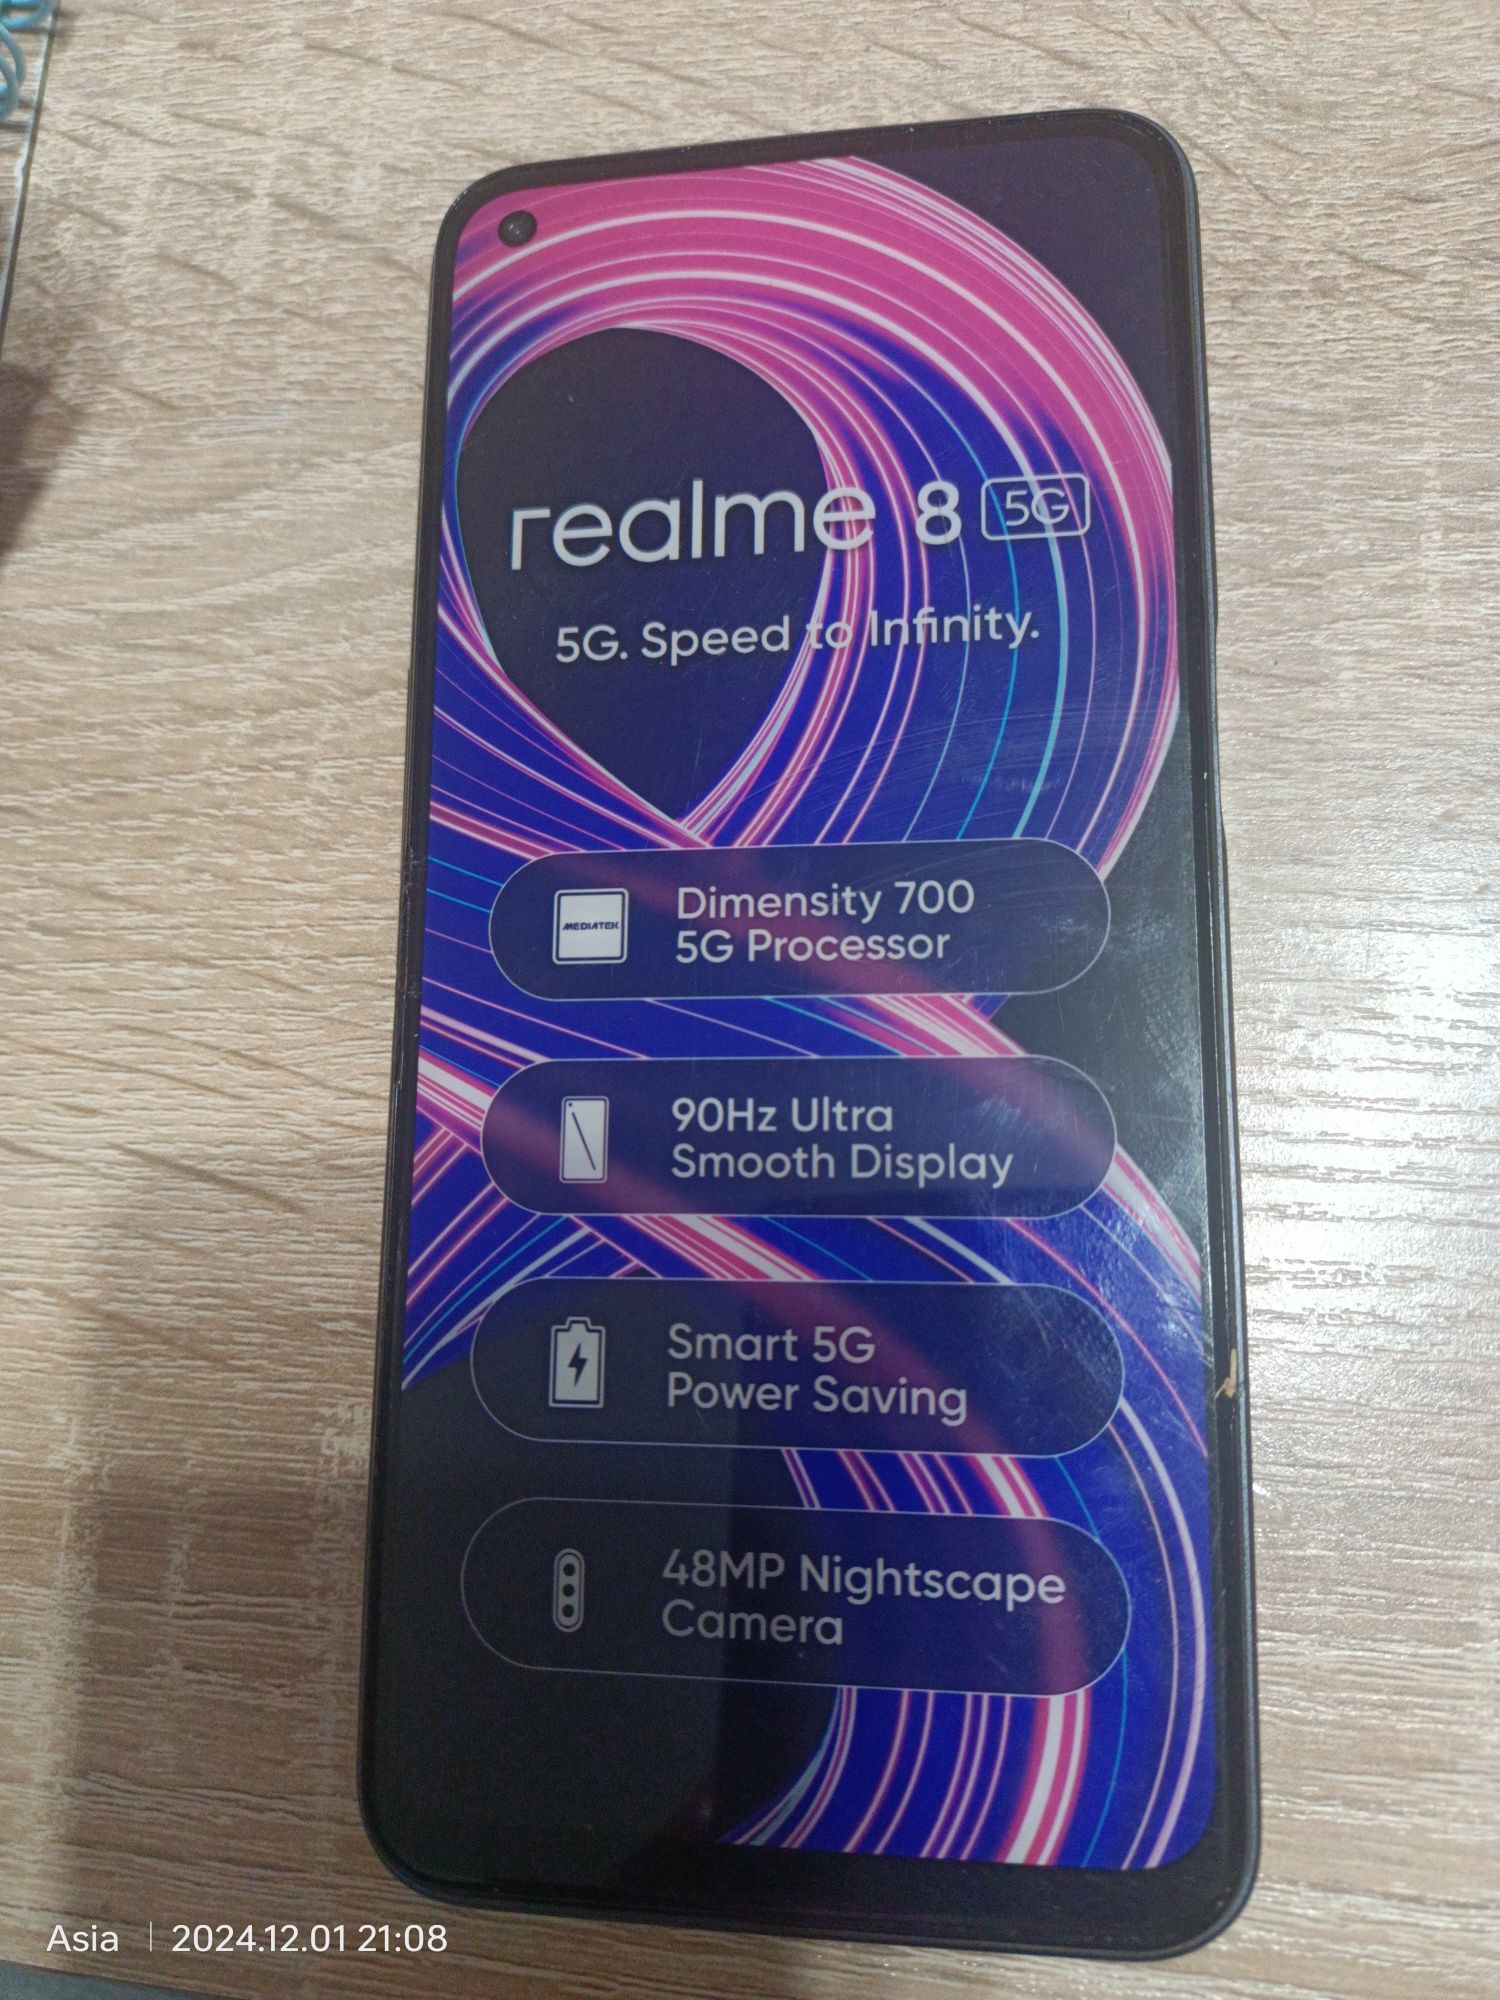 realme 8 5G
5G. Speed to Infinity.
MEDIATEK
Dimensity 700
5G Processor
90Hz Ultra
Smooth Display
Smart 5G
Power Saving
48MP Nightscape
Camera
Asia | 2024.12.01 21:08